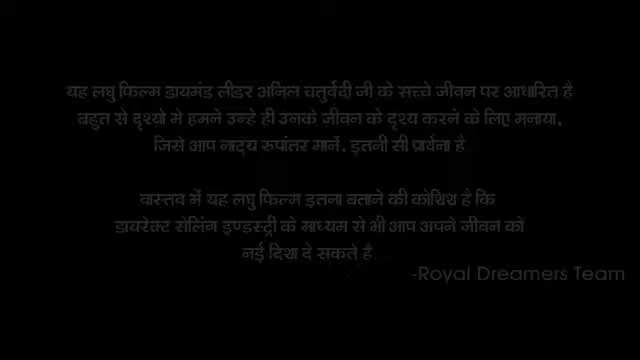 यह लघु फिल्म डायमंड लीडर अनिल चतुर्वेदी जी के सच्चे जीवन पर आधारित है
बहुत से दृश्यो मे हमने उन्हे ही उनके जीवन के दृश्य करने के लिए मनाया,
जिसे आप नाट्य रुपांतर मानें. इतनी सी प्रार्थना है
वास्तव में यह लघु फिल्म इतना बताने की कोशिश है कि
डायरेक्ट सेलिंग इण्डस्ट्री के माध्यम से भी आप अपने जीवन को
नई दिशा दे सकते है
-Royal Dreamers Team